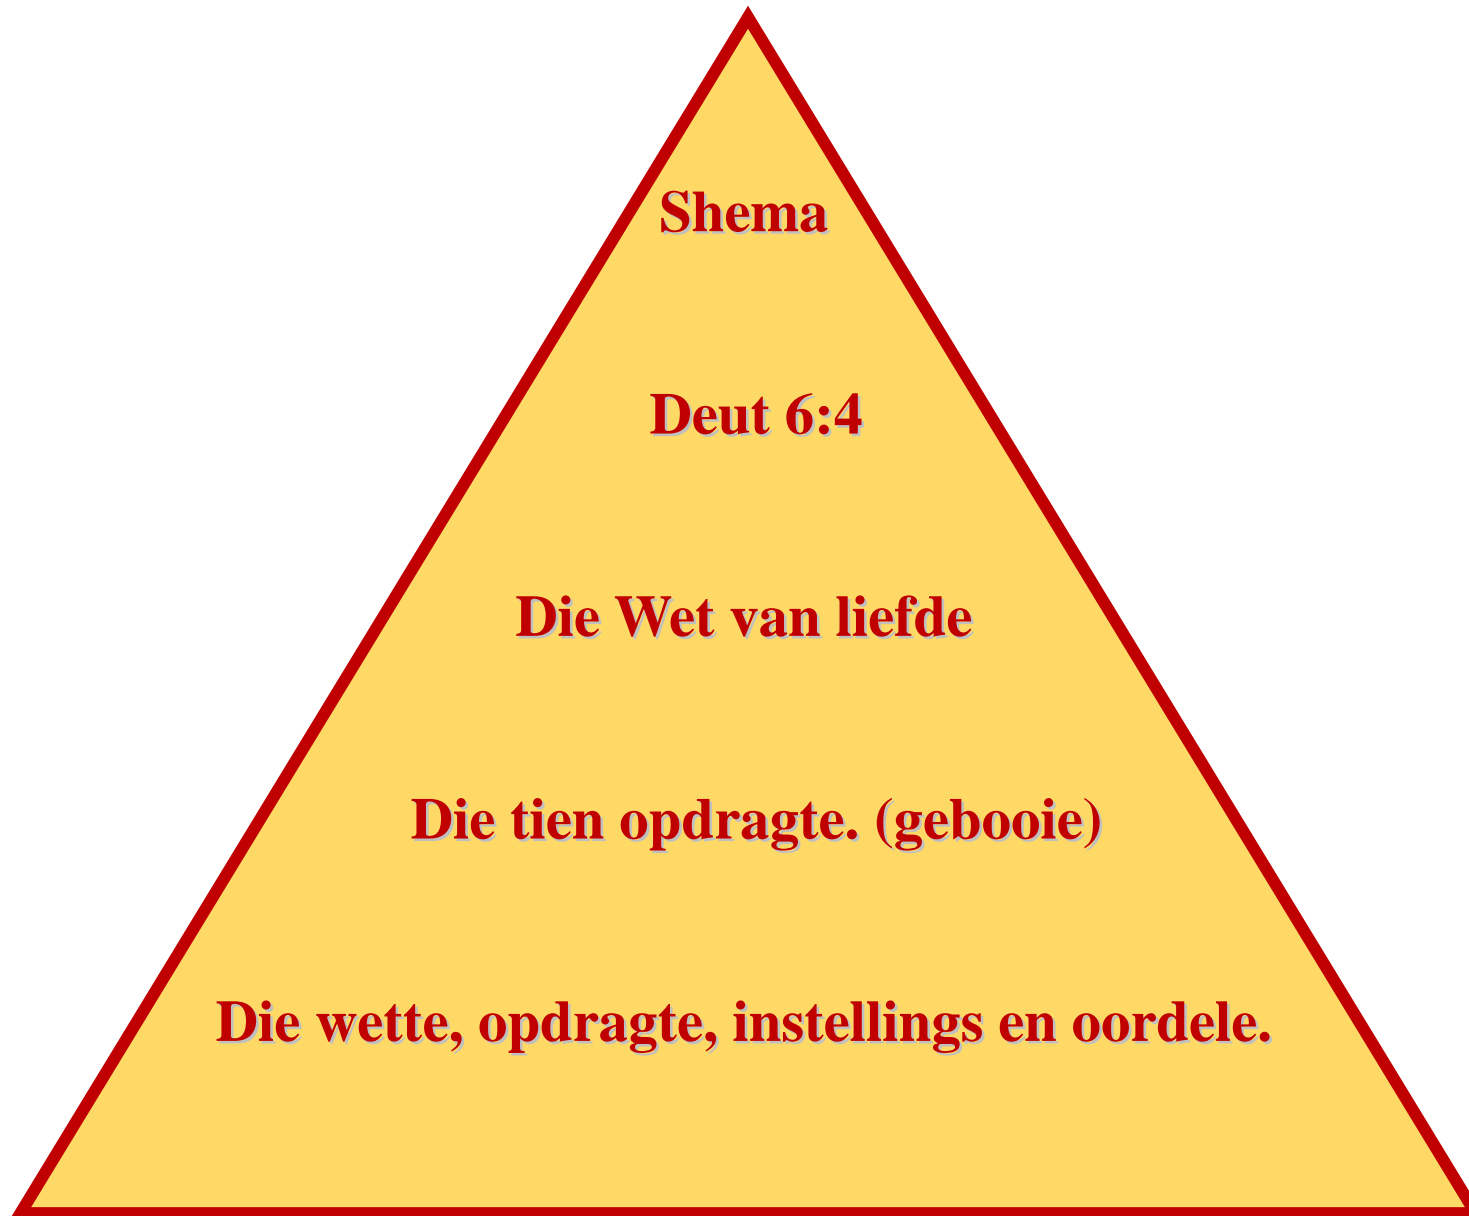 Shema
Deut 6:4
Die Wet van liefde
Die tien opdragte. (gebooie)
Die wette, opdragte, instellings en oordele.